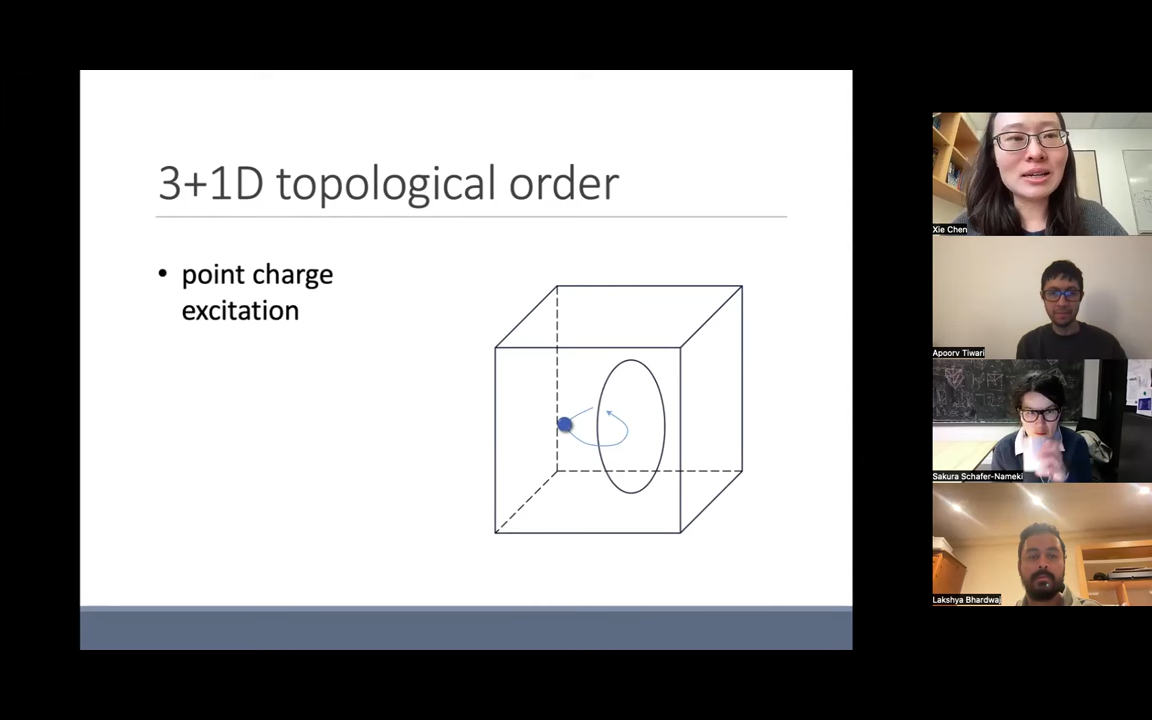 3+1D topological order
• point charge
excitation
Xie Chen
Apoorv Tiwari
Sakura Schafer-Nameki
Lakshya Bhardwaj